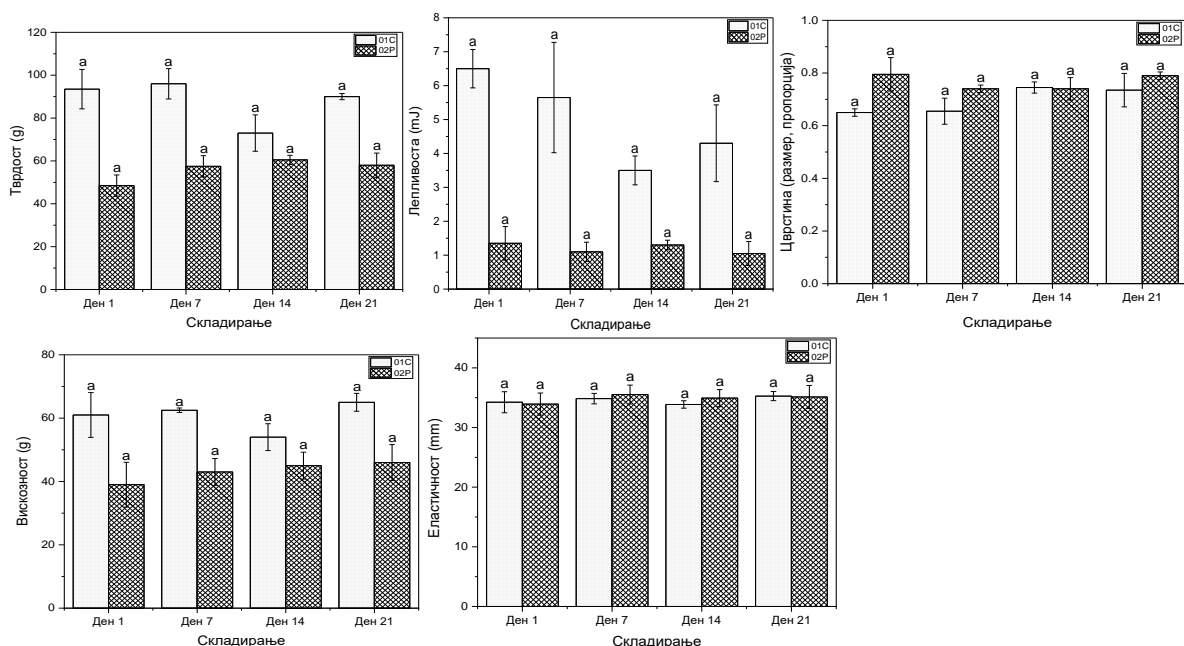 01C
02P
a a a a
a a a a
120
100
80
60
40
20
0
Тврдост (g)
Ден 1 Ден 7 Ден 14 Ден 21
Складирање
01C
02P
a a a a
a a a a
8
7
6
5
4
3
2
1
0
Лепливоста (mJ)
Ден 1 Ден 7 Ден 14 Ден 21
Складирање
01C
02P
a a a a
a a a a
1.0
0.8
0.6
0.4
0.2
0.0
Цврстина (размер, пропорција)
Ден 1 Ден 7 Ден 14 Ден 21
Складирање
01C
02P
a a a a
a a a a
80
60
40
20
0
Вискозност (g)
Ден 1 Ден 7 Ден 14 Ден 21
Складирање
01C
02P
a a a a a a a a
40
30
20
10
0
Еластичност (mm)
Ден 1 Ден 7 Ден 14 Ден 21
Складирање